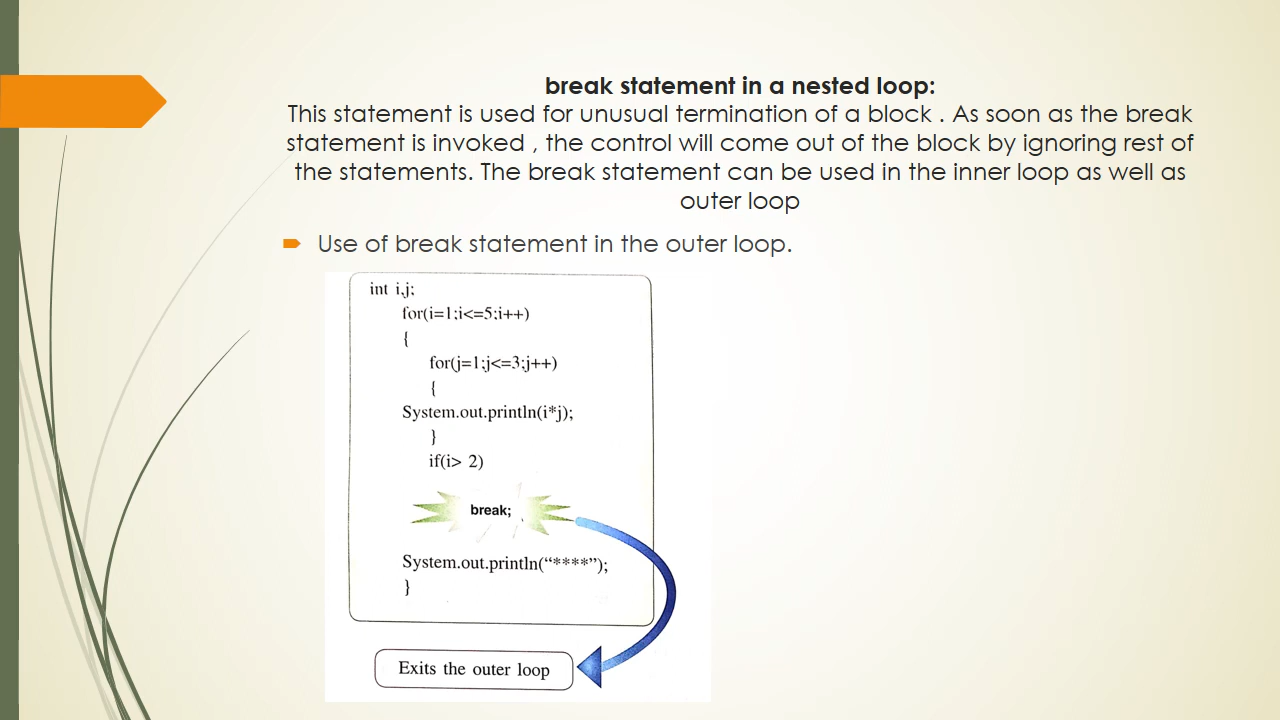 break statement in a nested loop:
This statement is used for unusual termination of a block . As soon as the break
statement is invoked , the control will come out of the block by ignoring rest of
the statements. The break statement can be used in the inner loop as well as
outer loop
Use of break statement in the outer loop.
int i,j;
for(i=1;i<=5;i++)
{
for(j=1;j<=3;j++)
{
System.out.println(i*j);
}
if(i> 2)
break;
System.out.println(“****”);
}
Exits the outer loop